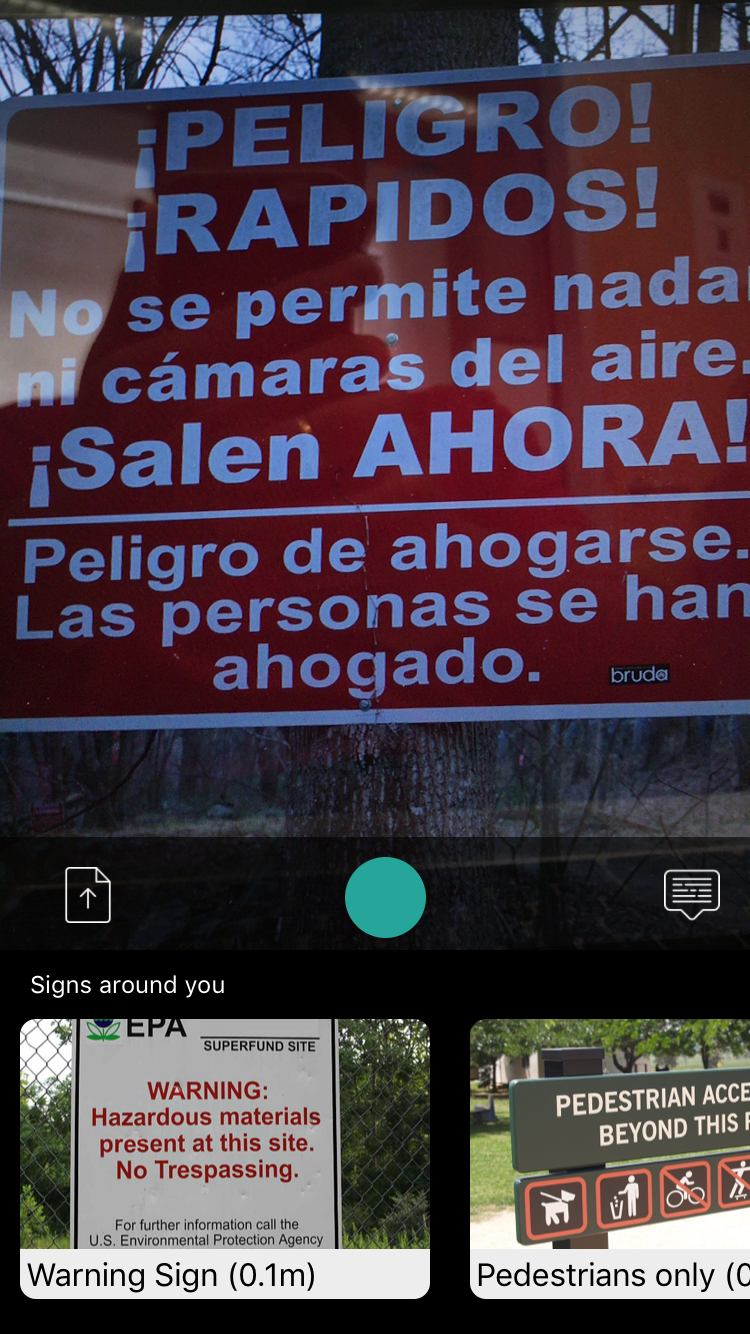 ¡PELIGRO!
¡RAPIDOS!
No se permite nada
ni cámaras del aire.
¡Salen AHORA!
Peligro de ahogarse.
Las personas se han
ahogado.
bruda
Signs around you
EPA
SUPERFUND SITE
WARNING:
Hazardous materials
present at this site.
No Trespassing.
For further information call the
U.S. Environmental Protection Agency
Warning Sign (0.1m)
PEDESTRIAN ACCE
BEYOND THIS
Pedestrians only (0